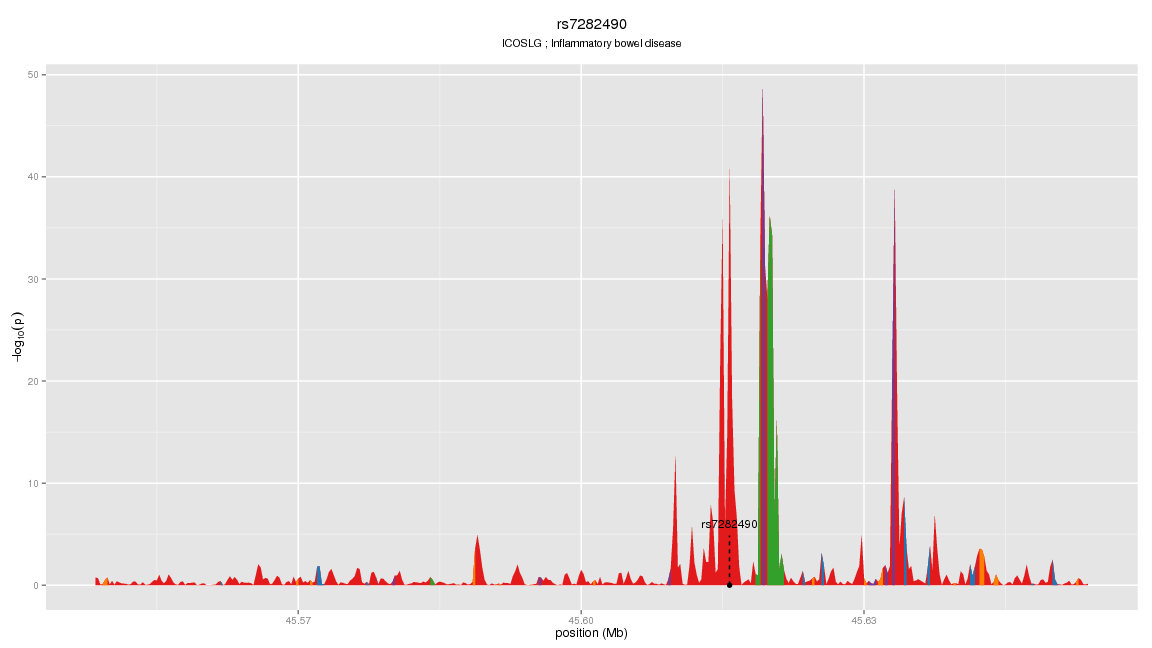 rs7282490
ICOSLG ; Inflammatory bowel disease
50
40
30
20
10
0
−log10(p)
rs7282490
45.57 45.60 45.63
position (Mb)